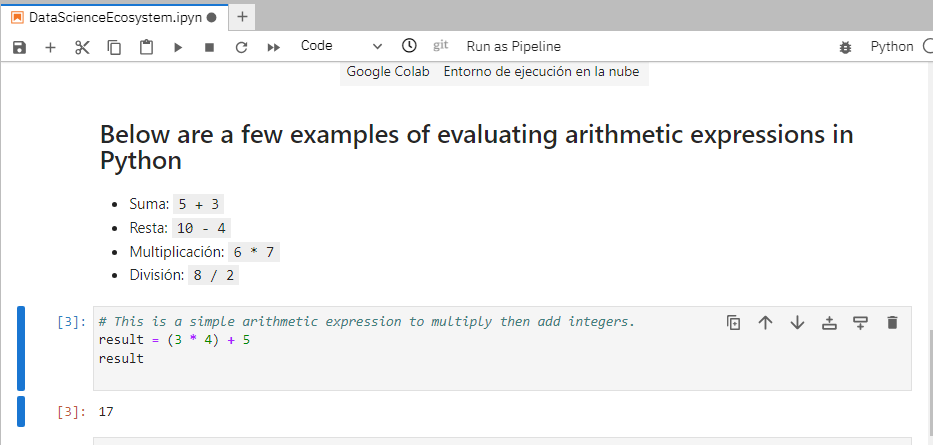 DataScienceEcosystem.ipyn
Code
git
Run as Pipeline
Python
Google Colab Entorno de ejecución en la nube
Below are a few examples of evaluating arithmetic expressions in
Python
Suma: 5 + 3
Resta: 10 - 4
Multiplicación: 6 * 7
División: 8 / 2
[3]: # This is a simple arithmetic expression to multiply then add integers.
result = (3 * 4) + 5
result
[3]: 17